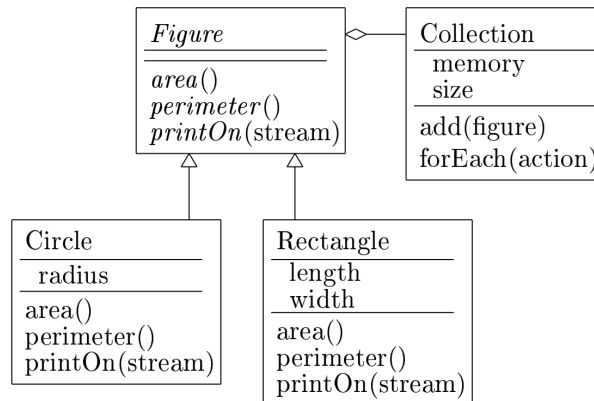 Figure
area()
perimeter()
printOn(stream)
Collection
memory
size
add(figure)
forEach(action)
Circle
radius
area()
perimeter()
printOn(stream)
Rectangle
length
width
area()
perimeter()
printOn(stream)